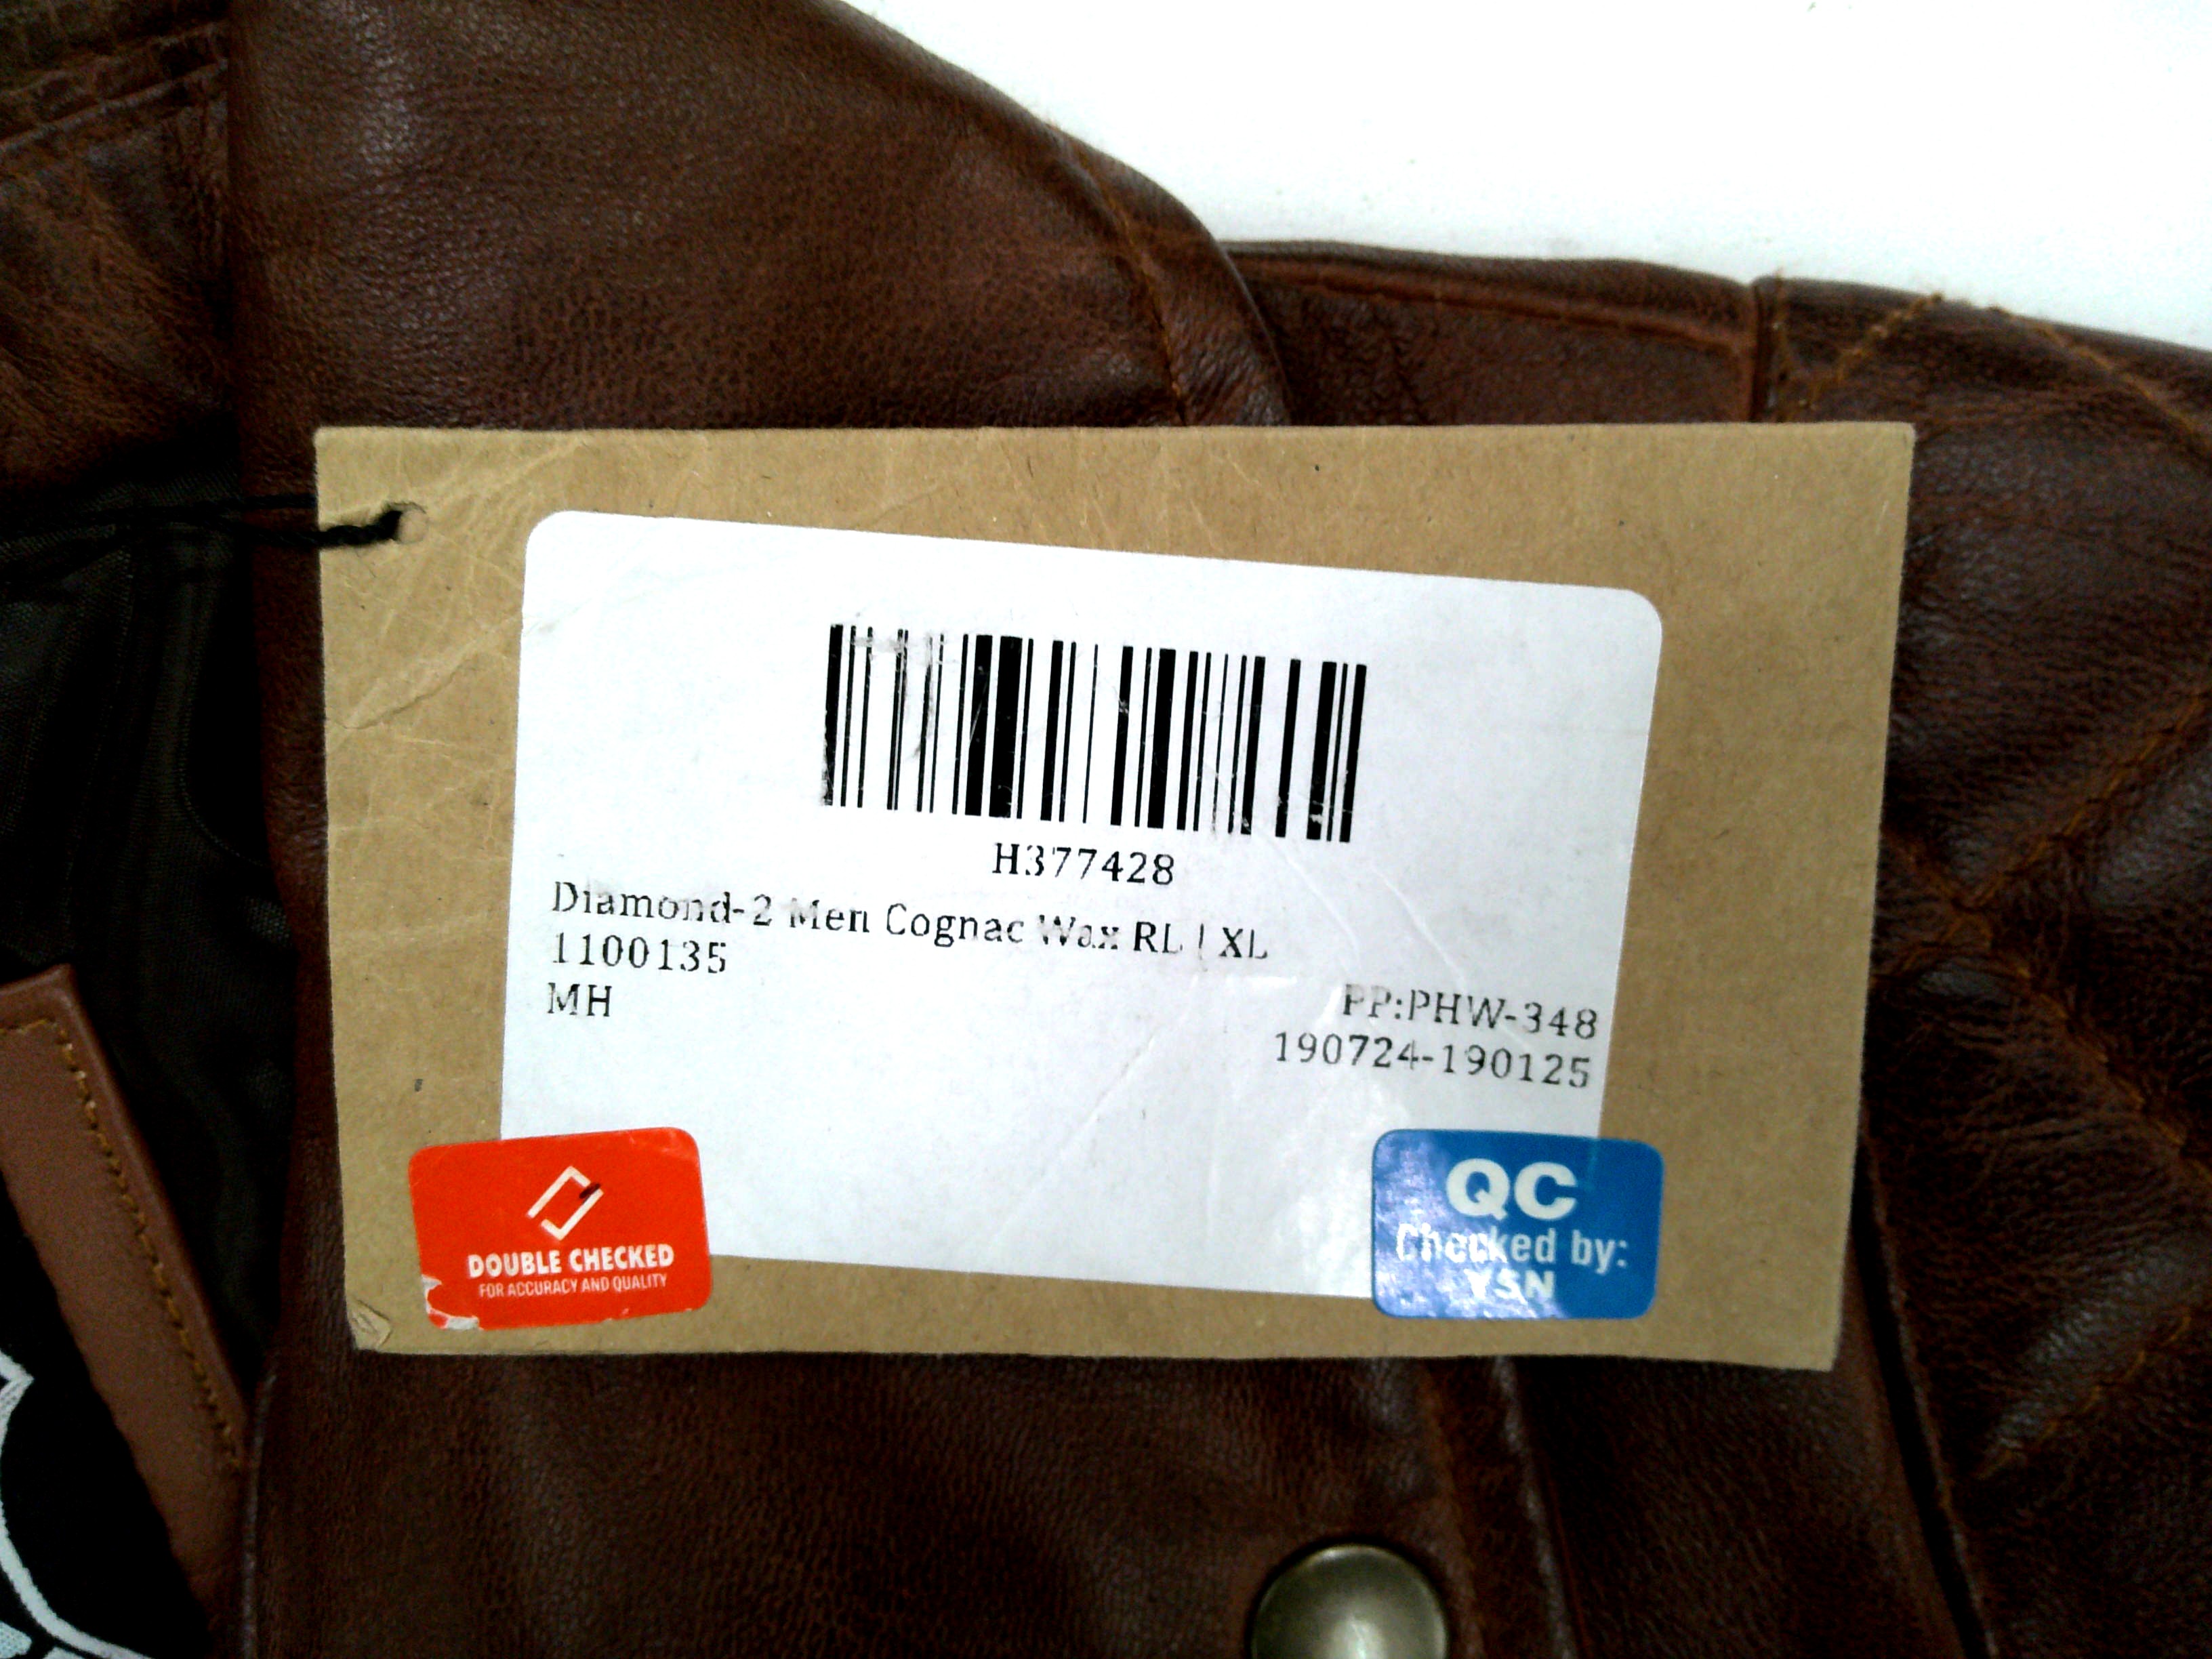 H377428
Diamond-2 Men Cognac Wax RL | XL
1100135
MH
PP:PHW-348
190724-190125
DOUBLE CHECKED
FOR ACCURACY AND QUALITY
QC
Checked by:
YSN